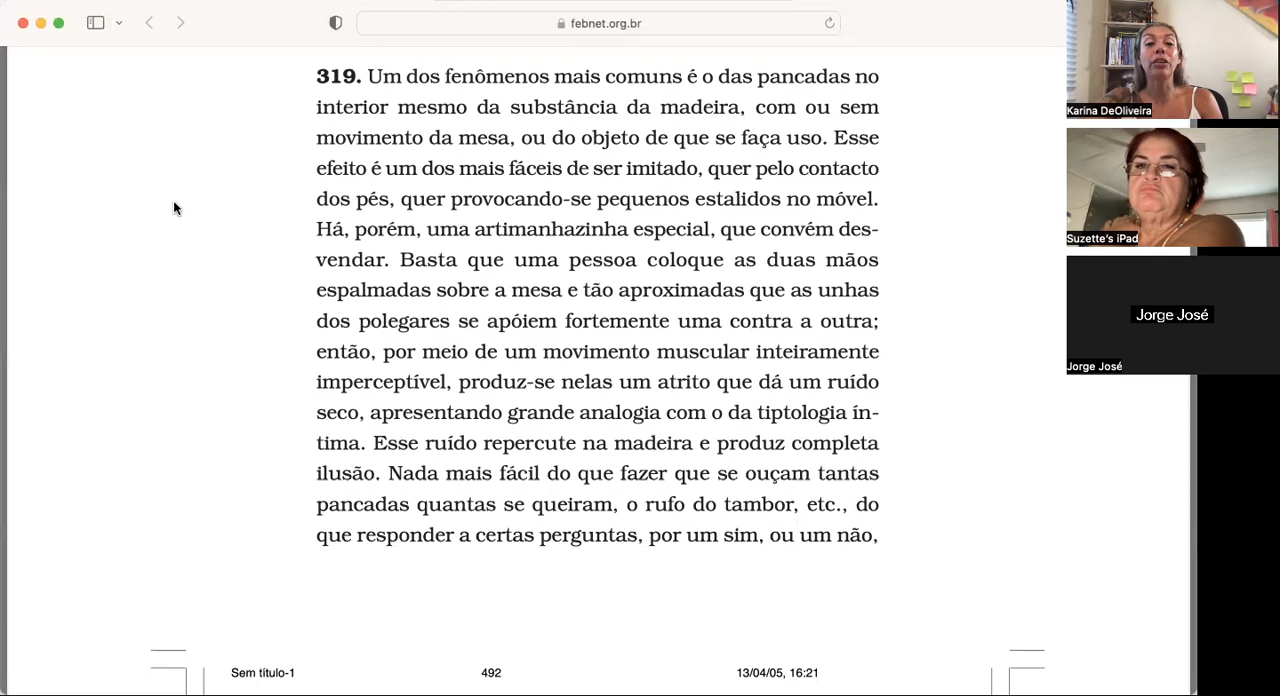 febnet.org.br
319. Um dos fenômenos mais comuns é o das pancadas no
interior mesmo da substância da madeira, com ou sem
movimento da mesa, ou do objeto de que se faça uso. Esse
efeito é um dos mais fáceis de ser imitado, quer pelo contacto
dos pés, quer provocando-se pequenos estalidos no móvel.
Há, porém, uma artimanhazinha especial, que convém des-
vendar. Basta que uma pessoa coloque as duas mãos
espalmadas sobre a mesa e tão aproximadas que as unhas
dos polegares se apóiem fortemente uma contra a outra;
então, por meio de um movimento muscular inteiramente
imperceptível, produz-se nelas um atrito que dá um ruído
seco, apresentando grande analogia com o da tiptologia ín-
tima. Esse ruído repercute na madeira e produz completa
ilusão. Nada mais fácil do que fazer que se ouçam tantas
pancadas quantas se queiram, o rufo do tambor, etc., do
que responder a certas perguntas, por um sim, ou um não,
Sem título-1 492 13/04/05, 16:21
Karina DeOliveira
Suzette's iPad
Jorge José
Jorge José